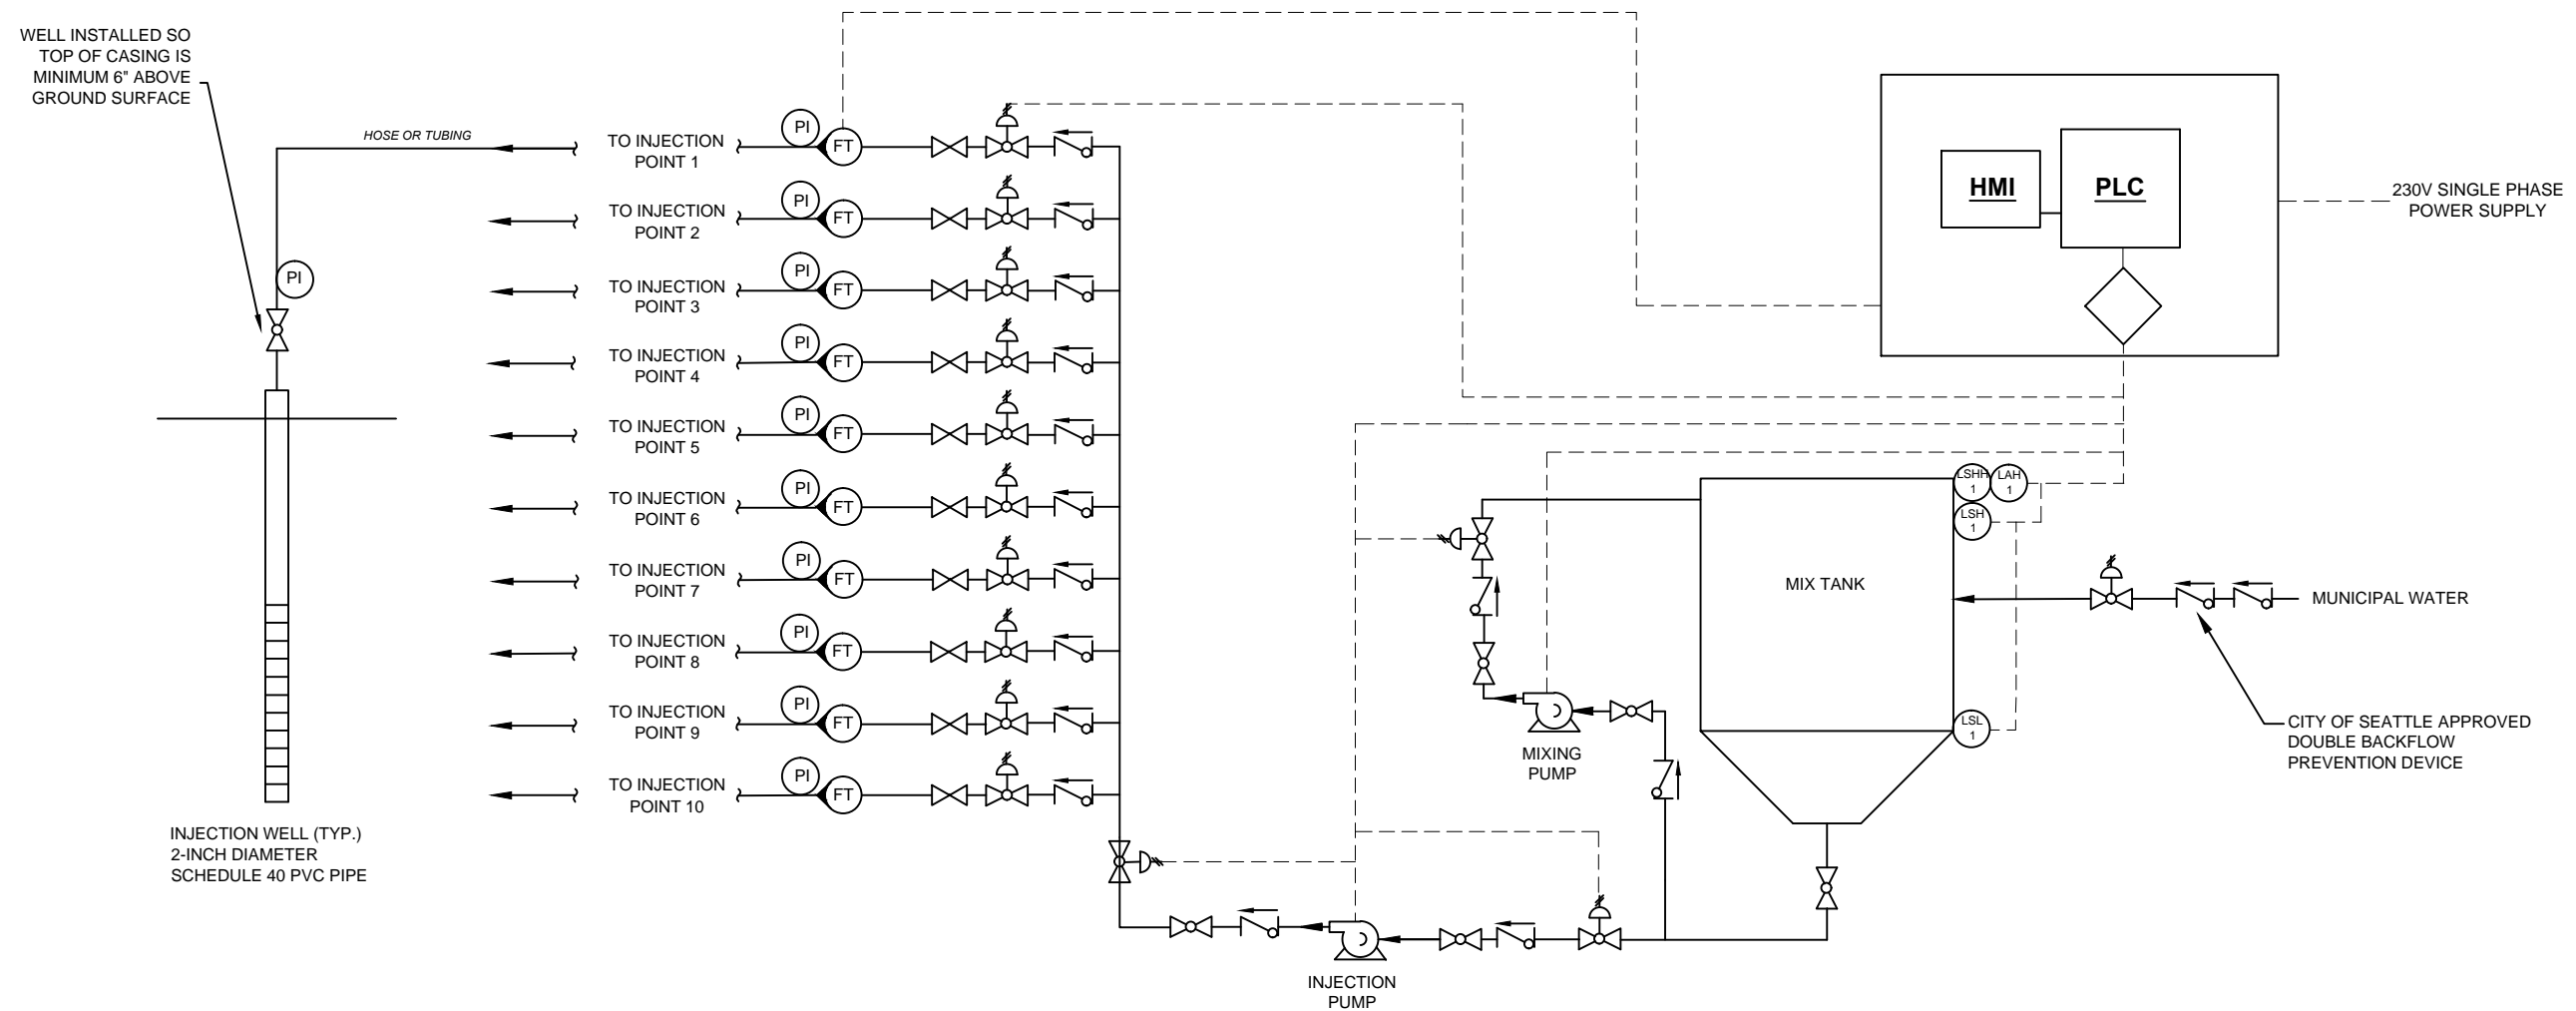 WELL INSTALLED SO
TOP OF CASING IS
MINIMUM 6" ABOVE
GROUND SURFACE
HOSE OR TUBING
PI
INJECTION WELL (TYP.)
2-INCH DIAMETER
SCHEDULE 40 PVC PIPE
TO INJECTION
POINT 1
PI
FT
TO INJECTION
POINT 2
PI
FT
TO INJECTION
POINT 3
PI
FT
TO INJECTION
POINT 4
PI
FT
TO INJECTION
POINT 5
PI
FT
TO INJECTION
POINT 6
PI
FT
TO INJECTION
POINT 7
PI
FT
TO INJECTION
POINT 8
PI
FT
TO INJECTION
POINT 9
PI
FT
TO INJECTION
POINT 10
PI
FT
HMI
PLC
230V SINGLE PHASE
POWER SUPPLY
LSHH
1
LAH
1
LSH
1
MIX TANK
MUNICIPAL WATER
LSL
1
CITY OF SEATTLE APPROVED
DOUBLE BACKFLOW
PREVENTION DEVICE
MIXING
PUMP
INJECTION
PUMP